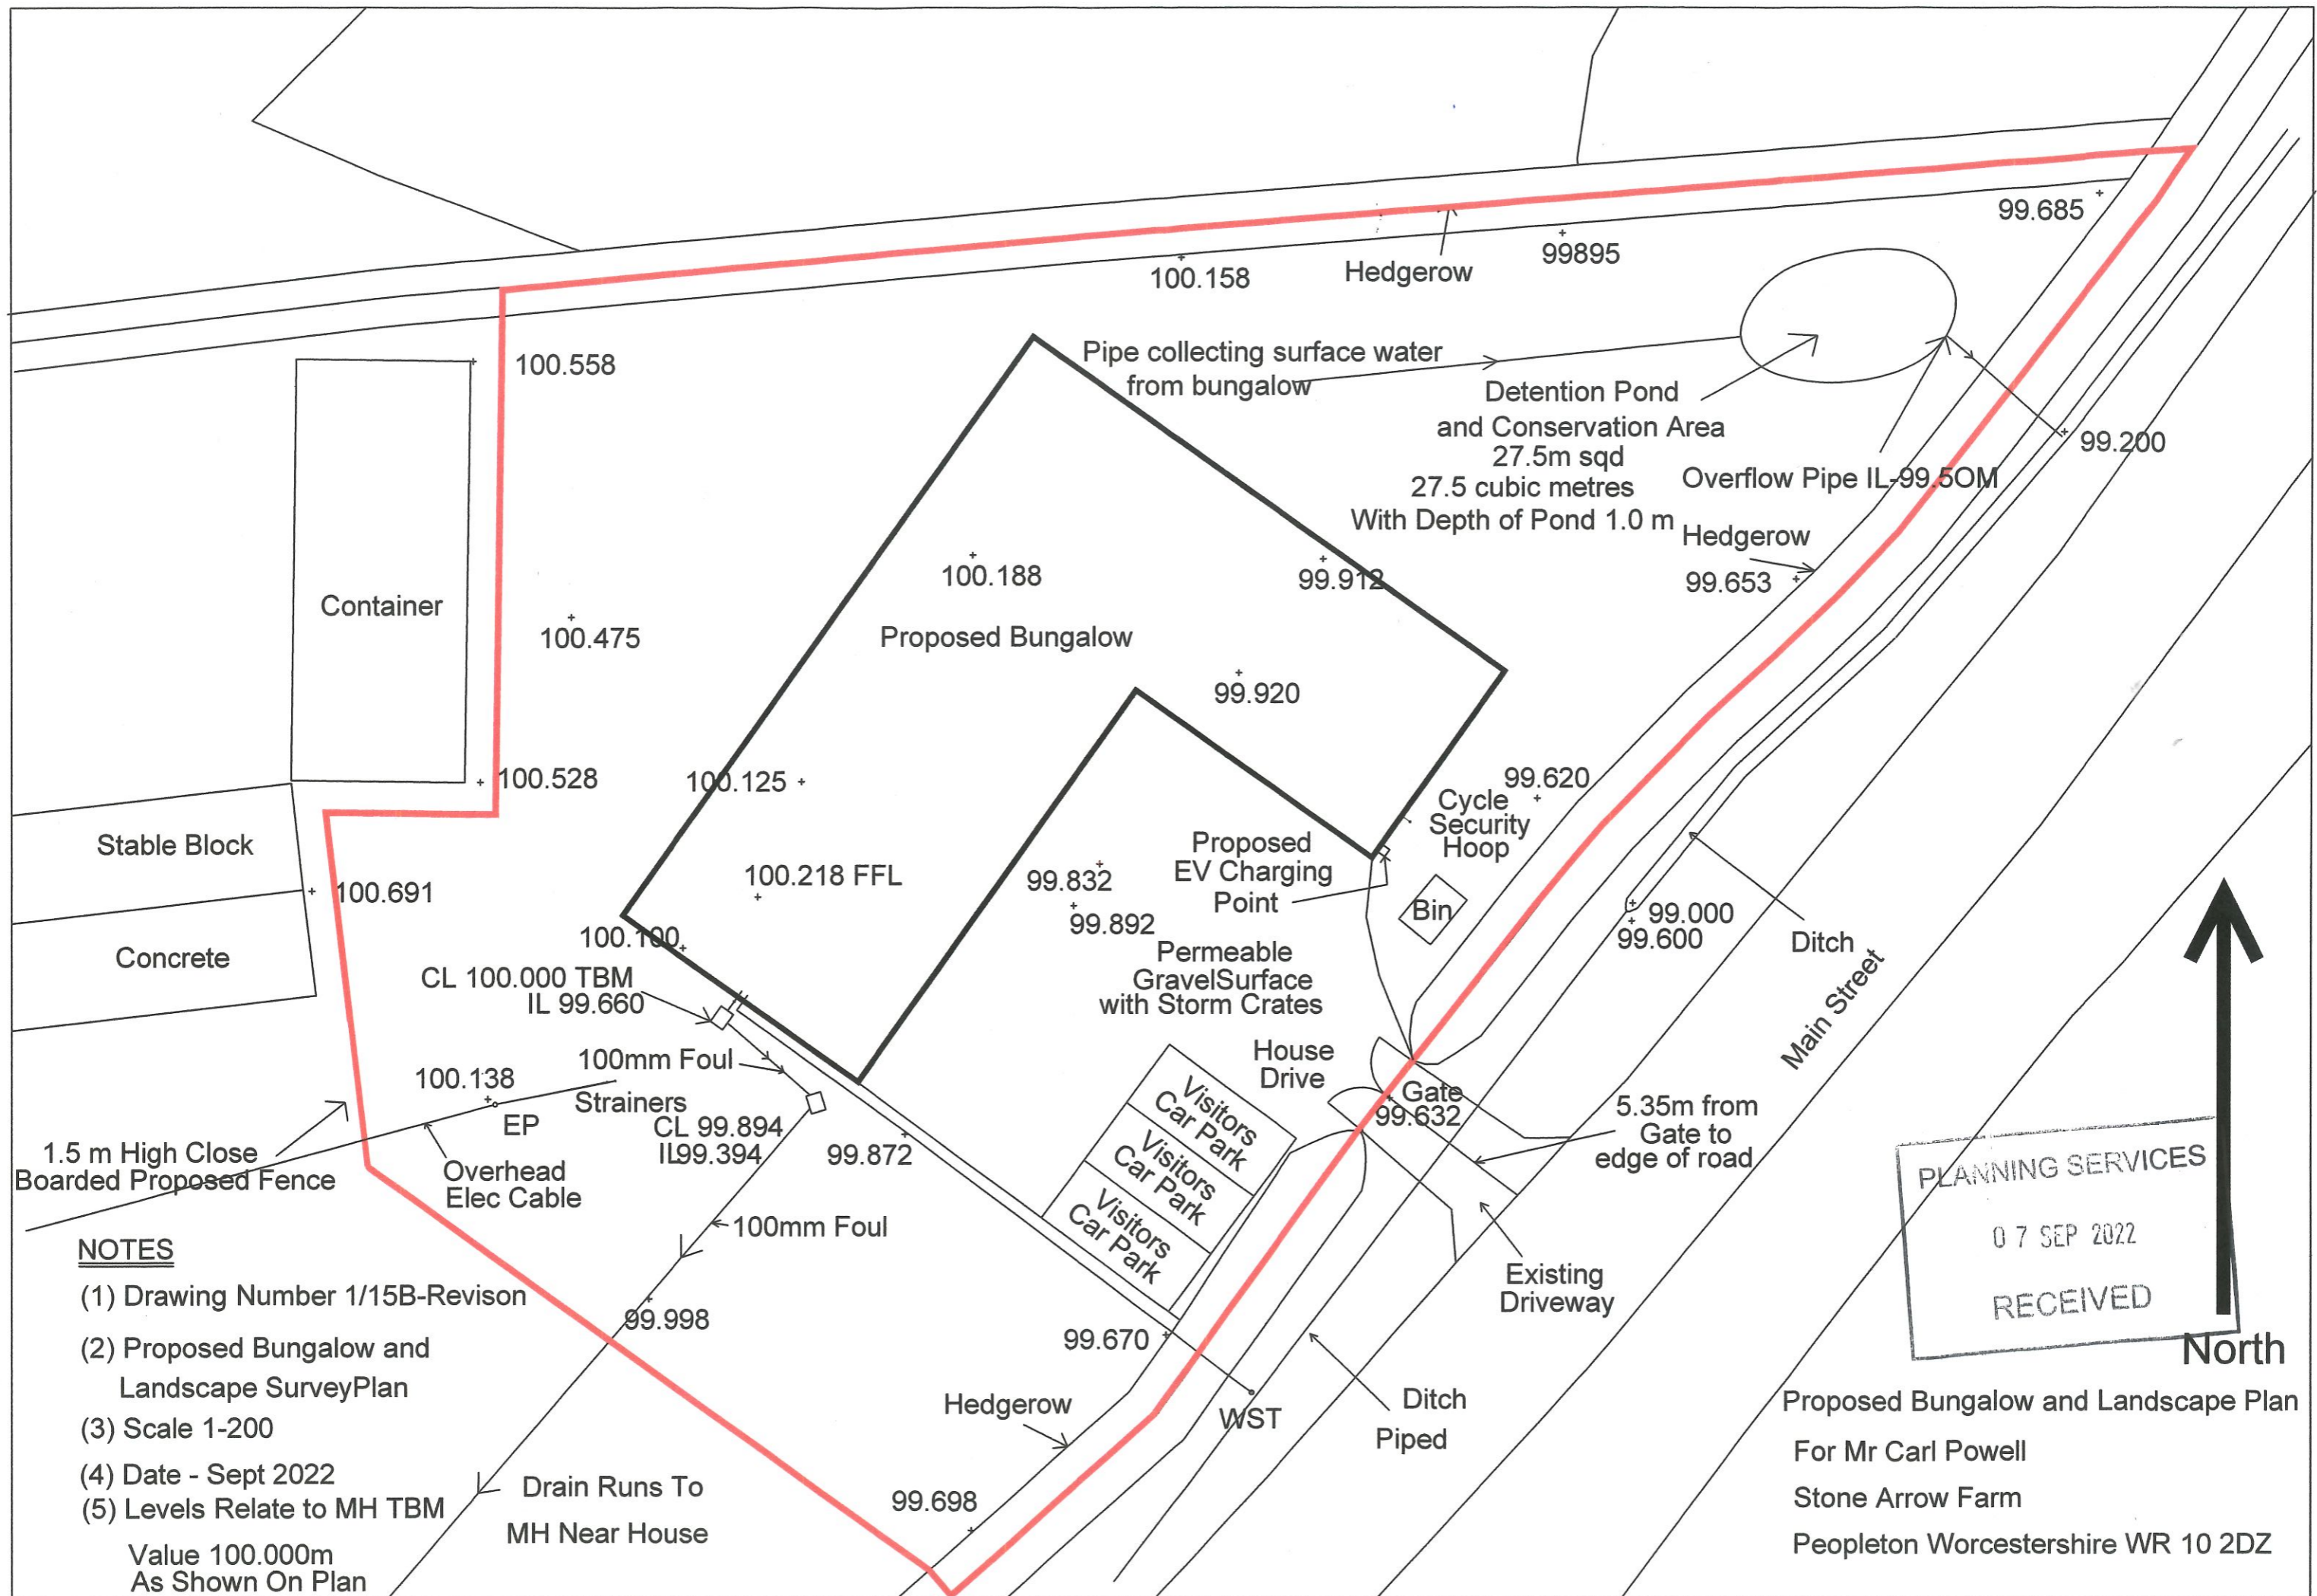 99.685
99895
100.158
Hedgerow
100.558
Pipe collecting surface water
from bungalow
Detention Pond
and Conservation Area
27.5m sqd
27.5 cubic metres
With Depth of Pond 1.0 m
99.200
Overflow Pipe IL-99.5OM
Hedgerow
99.653
100.188
99.912
Container
100.475
Proposed Bungalow
99.920
100.528
100.125
99.620
Cycle
Security
Hoop
Stable Block
Proposed
EV Charging
Point
100.691
100.218 FFL
99.832
99.892
Bin
99.000
99.600
Ditch
Concrete
100.100
CL 100.000 TBM
IL 99.660
Permeable
GravelSurface
with Storm Crates
Main Street
100mm Foul
House
Drive
100.138
EP
Strainers
CL 99.894
IL99.394
99.872
Gate
99.632
Visitors
Car Park
Visitors
Car Park
Visitors
Car Park
5.35m from
Gate to
edge of road
1.5 m High Close
Boarded Proposed Fence
Overhead
Elec Cable
100mm Foul
PLANNING SERVICES
07 SEP 2022
RECEIVED
Existing
Driveway
99.998
99.670
North
Hedgerow
WST
Ditch
Piped
99.698
Drain Runs To
MH Near House
NOTES
(1) Drawing Number 1/15B-Revison
(2) Proposed Bungalow and
Landscape SurveyPlan
(3) Scale 1-200
(4) Date - Sept 2022
(5) Levels Relate to MH TBM
Value 100.000m
As Shown On Plan
Proposed Bungalow and Landscape Plan
For Mr Carl Powell
Stone Arrow Farm
Peopleton Worcestershire WR 10 2DZ